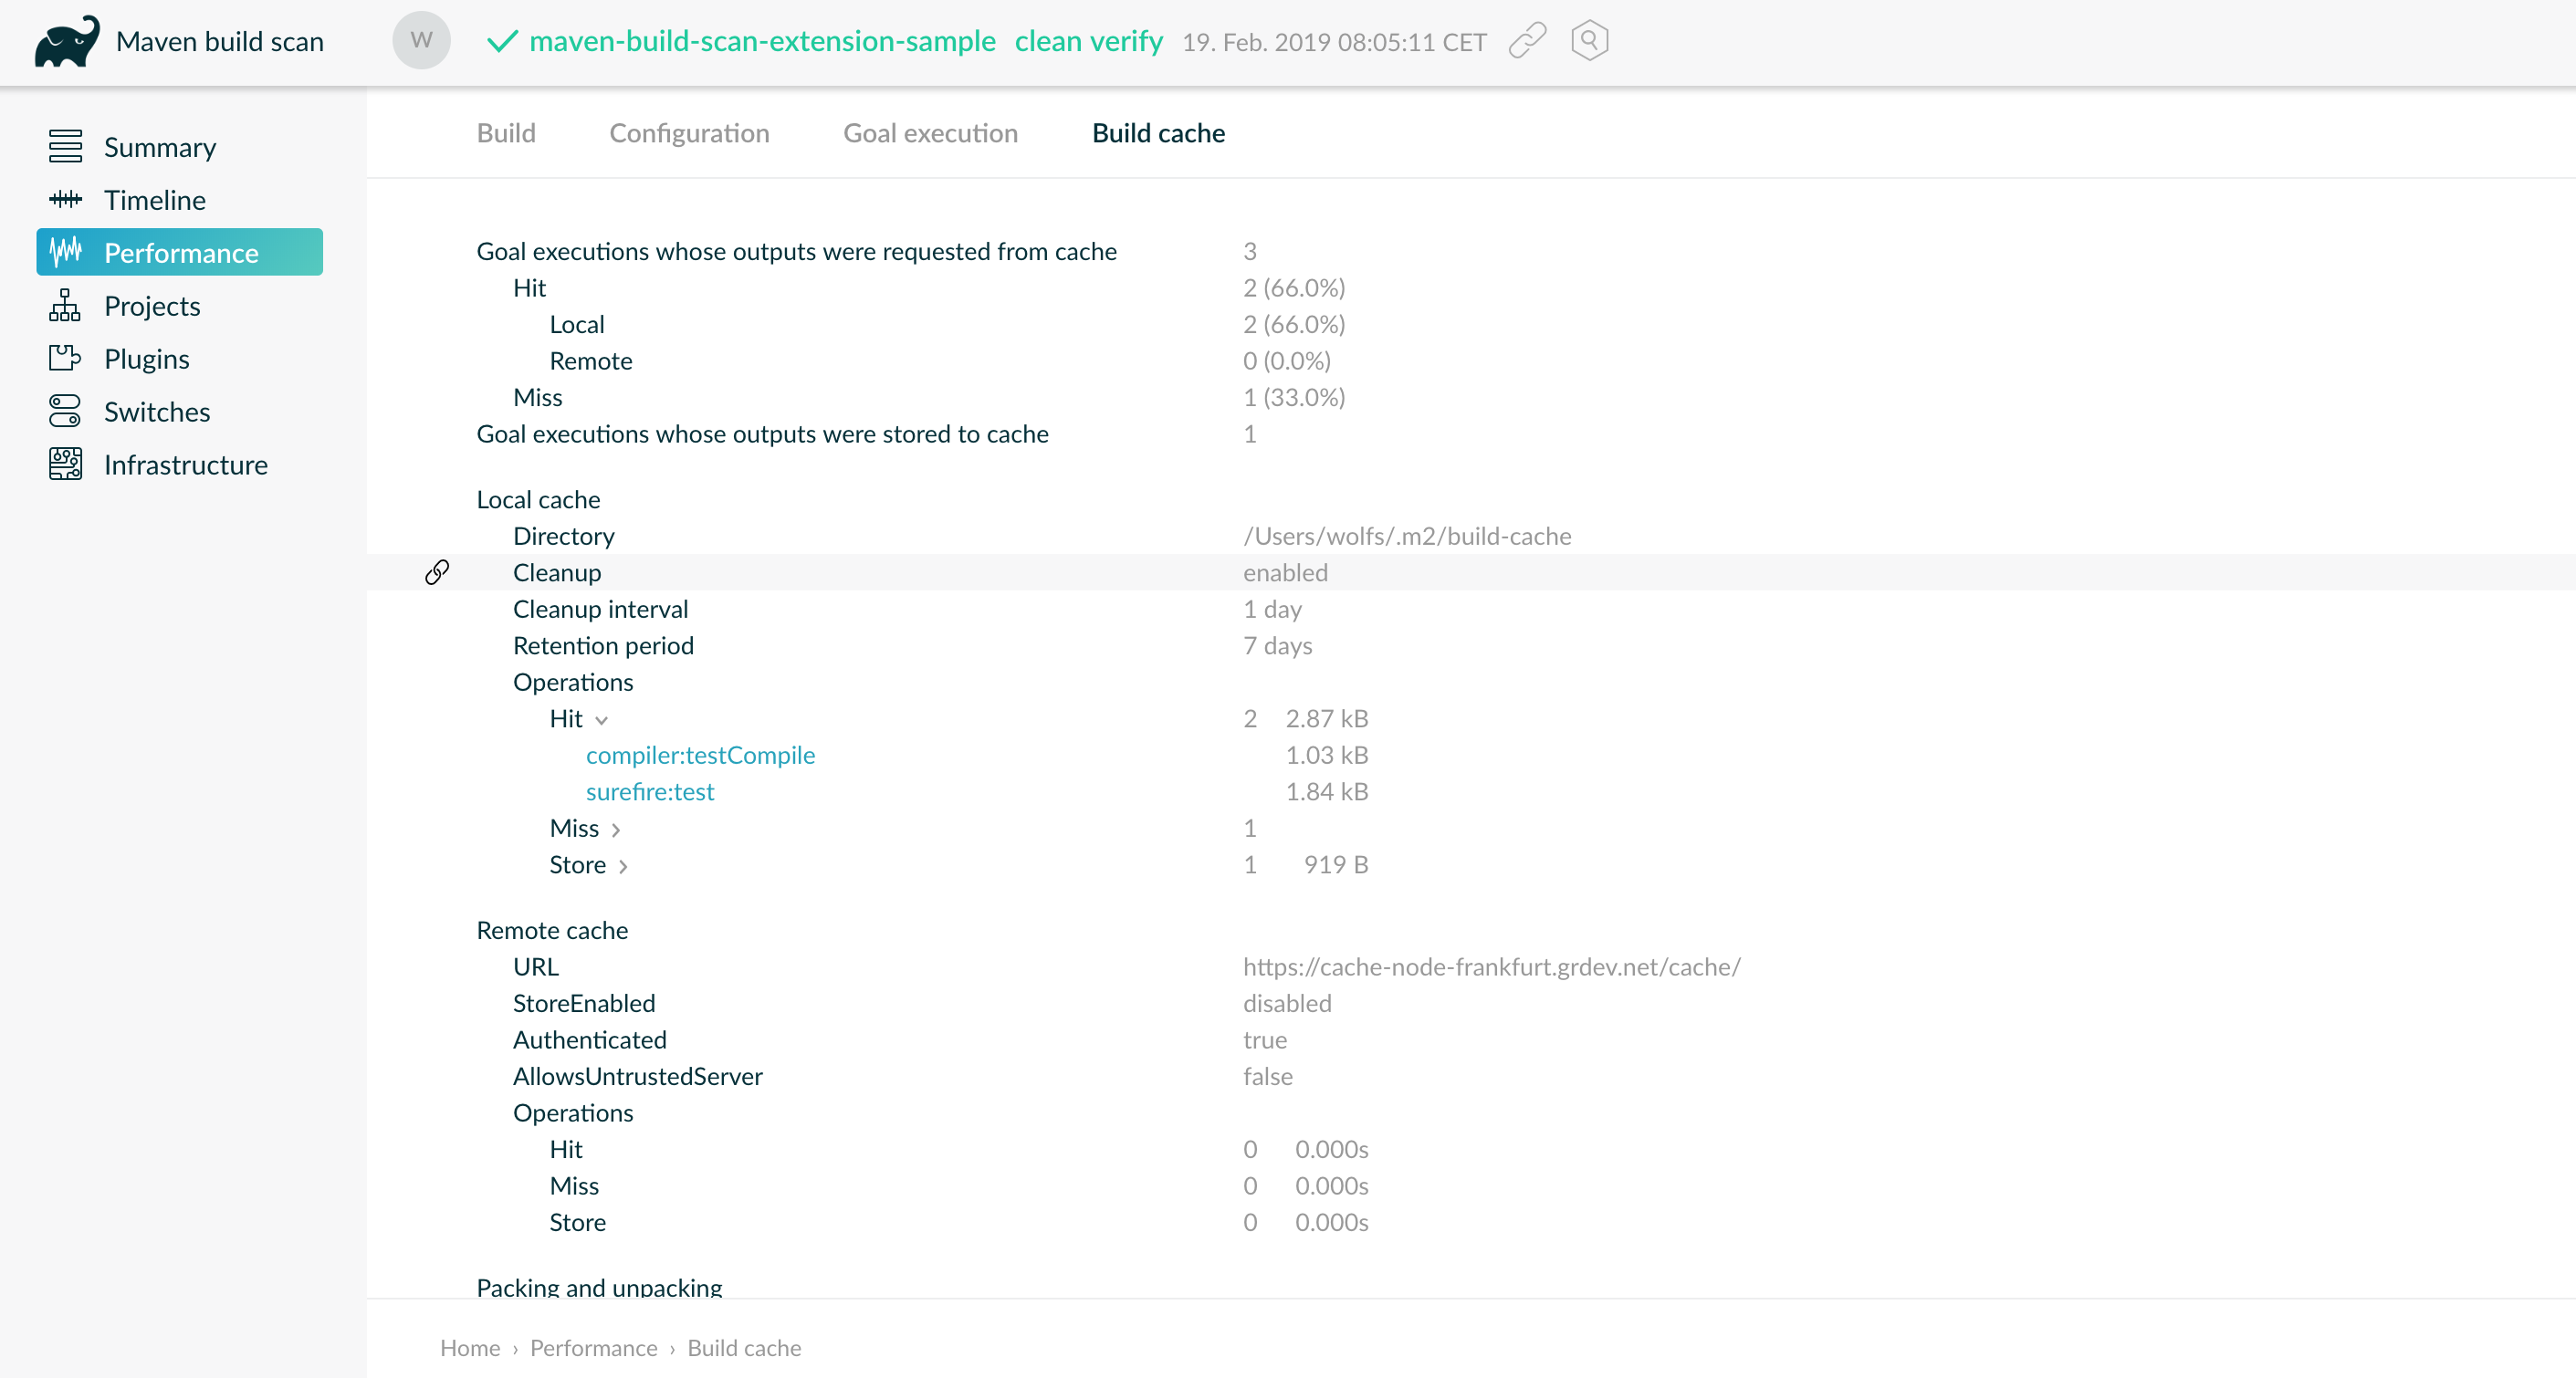 Maven build scan
W maven-build-scan-extension-sample clean verify 19. Feb. 2019 08:05:11 CET
Summary
Timeline
Performance
Projects
Plugins
Switches
Infrastructure
Build Configuration Goal execution Build cache
Goal executions whose outputs were requested from cache 3
Hit 2 (66.0%)
Local 2 (66.0%)
Remote 0 (0.0%)
Miss 1 (33.0%)
Goal executions whose outputs were stored to cache 1
Local cache
Directory /Users/wolfs/.m2/build-cache
Cleanup enabled
Cleanup interval 1 day
Retention period 7 days
Operations
Hit 2 2.87 kB
compiler:testCompile 1.03 kB
surefire:test 1.84 kB
Miss 1
Store 1 919 B
Remote cache
URL https://cache-node-frankfurt.grdev.net/cache/
StoreEnabled disabled
Authenticated true
AllowsUntrustedServer false
Operations
Hit 0 0.000s
Miss 0 0.000s
Store 0 0.000s
Packing and unpacking
Home › Performance › Build cache